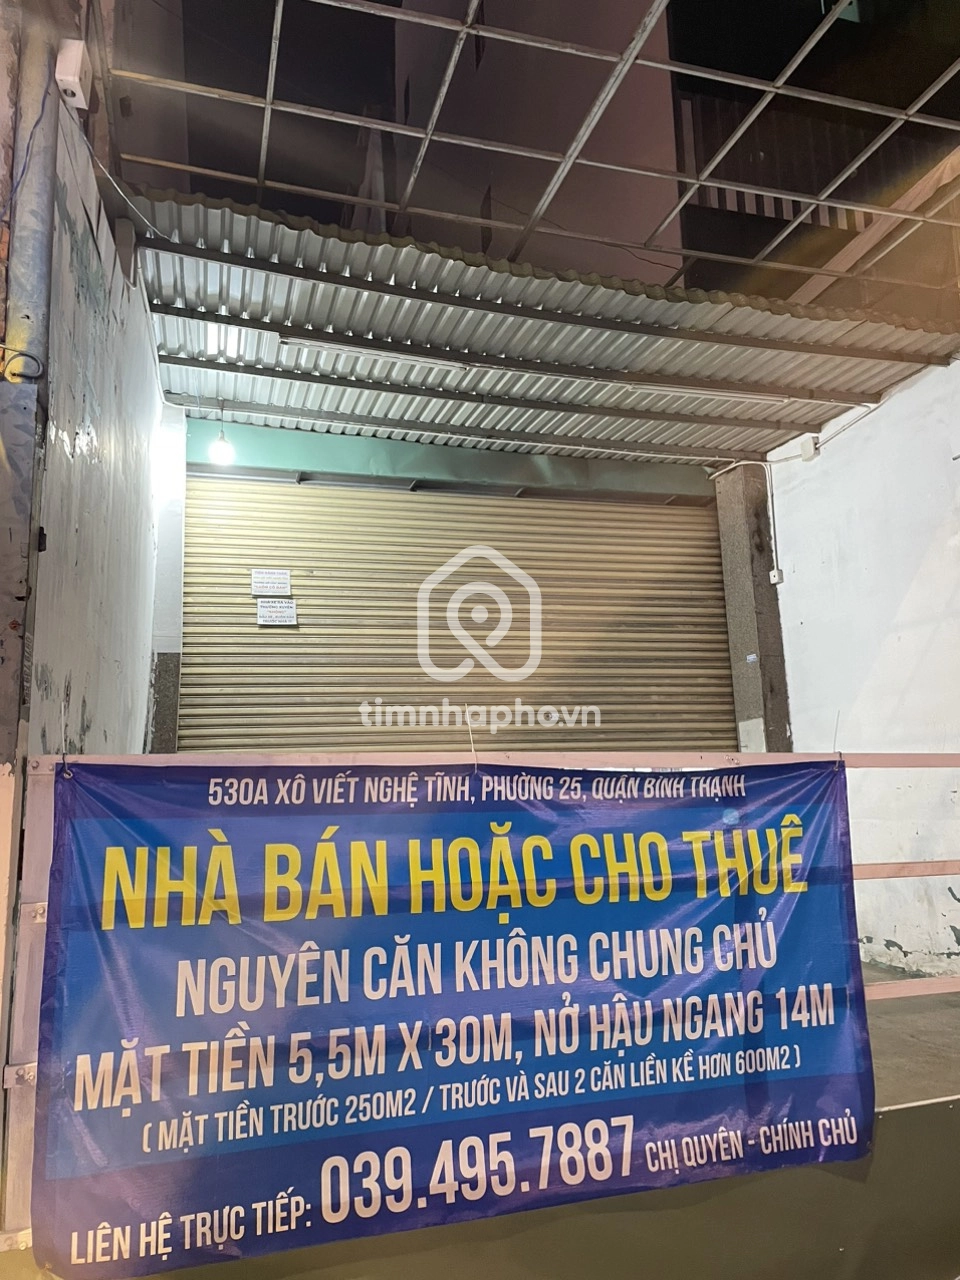 timnhapho.vn
530A XÔ VIẾT NGHỆ TĨNH, PHƯỜNG 25, QUẬN BÌNH THẠNH
NHÀ BÁN HOẶC CHO THUÊ
NGUYÊN CĂN KHÔNG CHUNG CHỦ
MẶT TIỀN 5,5M X 30M, NỞ HẬU NGANG 14M
( MẶT TIỀN TRƯỚC 250M2 / TRƯỚC VÀ SAU 2 CĂN LIỀN KỀ HƠN 600M2 )
LIÊN HỆ TRỰC TIẾP: 039.495.7887 CHỊ QUYÊN - CHÍNH CHỦ